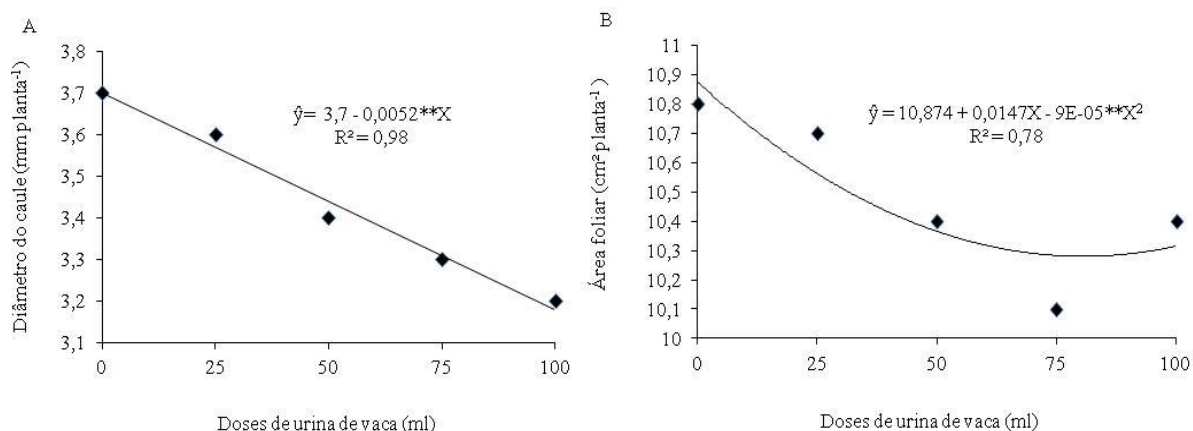 A
Diâmetro do caule (mm planta⁻¹)
3,8
3,7
3,6
3,5
3,4
3,3
3,2
3,1
ŷ= 3,7 - 0,0052**X
R² = 0,98
0 25 50 75 100
Doses de urina de vaca (ml)
B
Área foliar (cm² planta⁻¹)
11
10,9
10,8
10,7
10,6
10,5
10,4
10,3
10,2
10,1
10
ŷ = 10,874 + 0,0147X - 9E-05**X²
R² = 0,78
0 25 50 75 100
Doses de urina de vaca (ml)